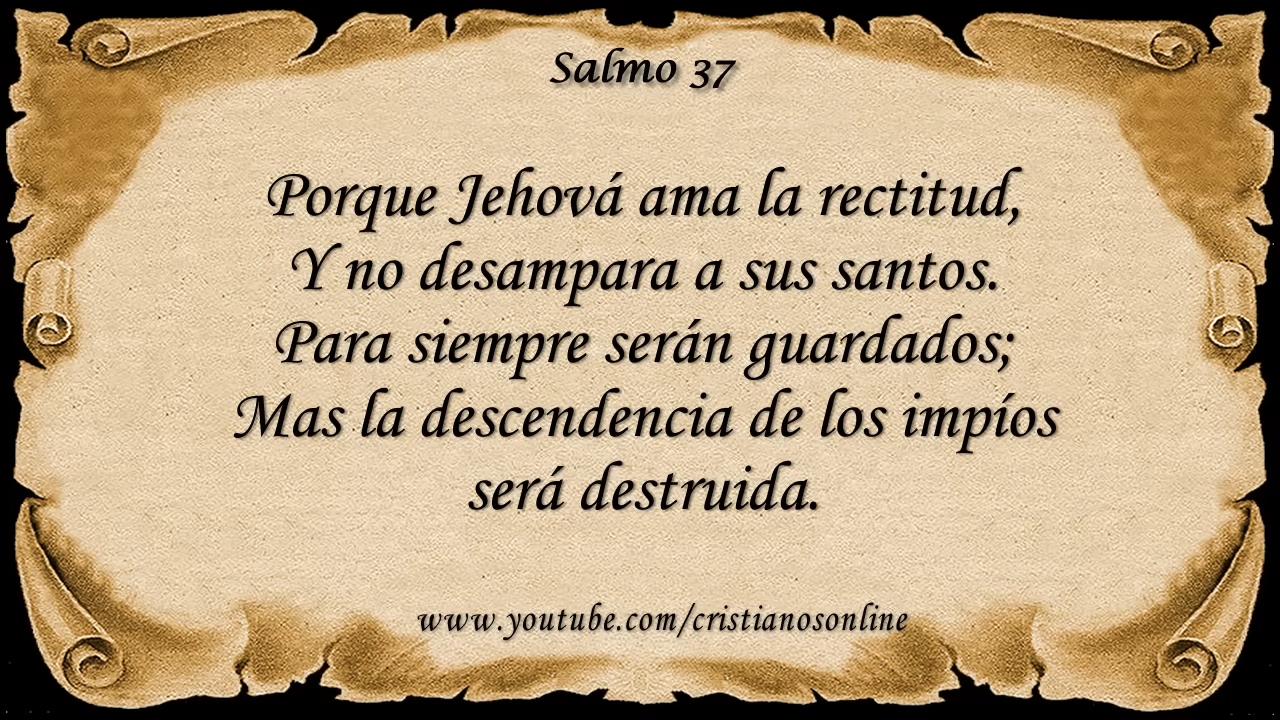 Salmo 37
Porque Jehová ama la rectitud,
Y no desampara a sus santos.
Para siempre serán guardados;
Mas la descendencia de los impíos
será destruida.
www.youtube.com/cristianosonline